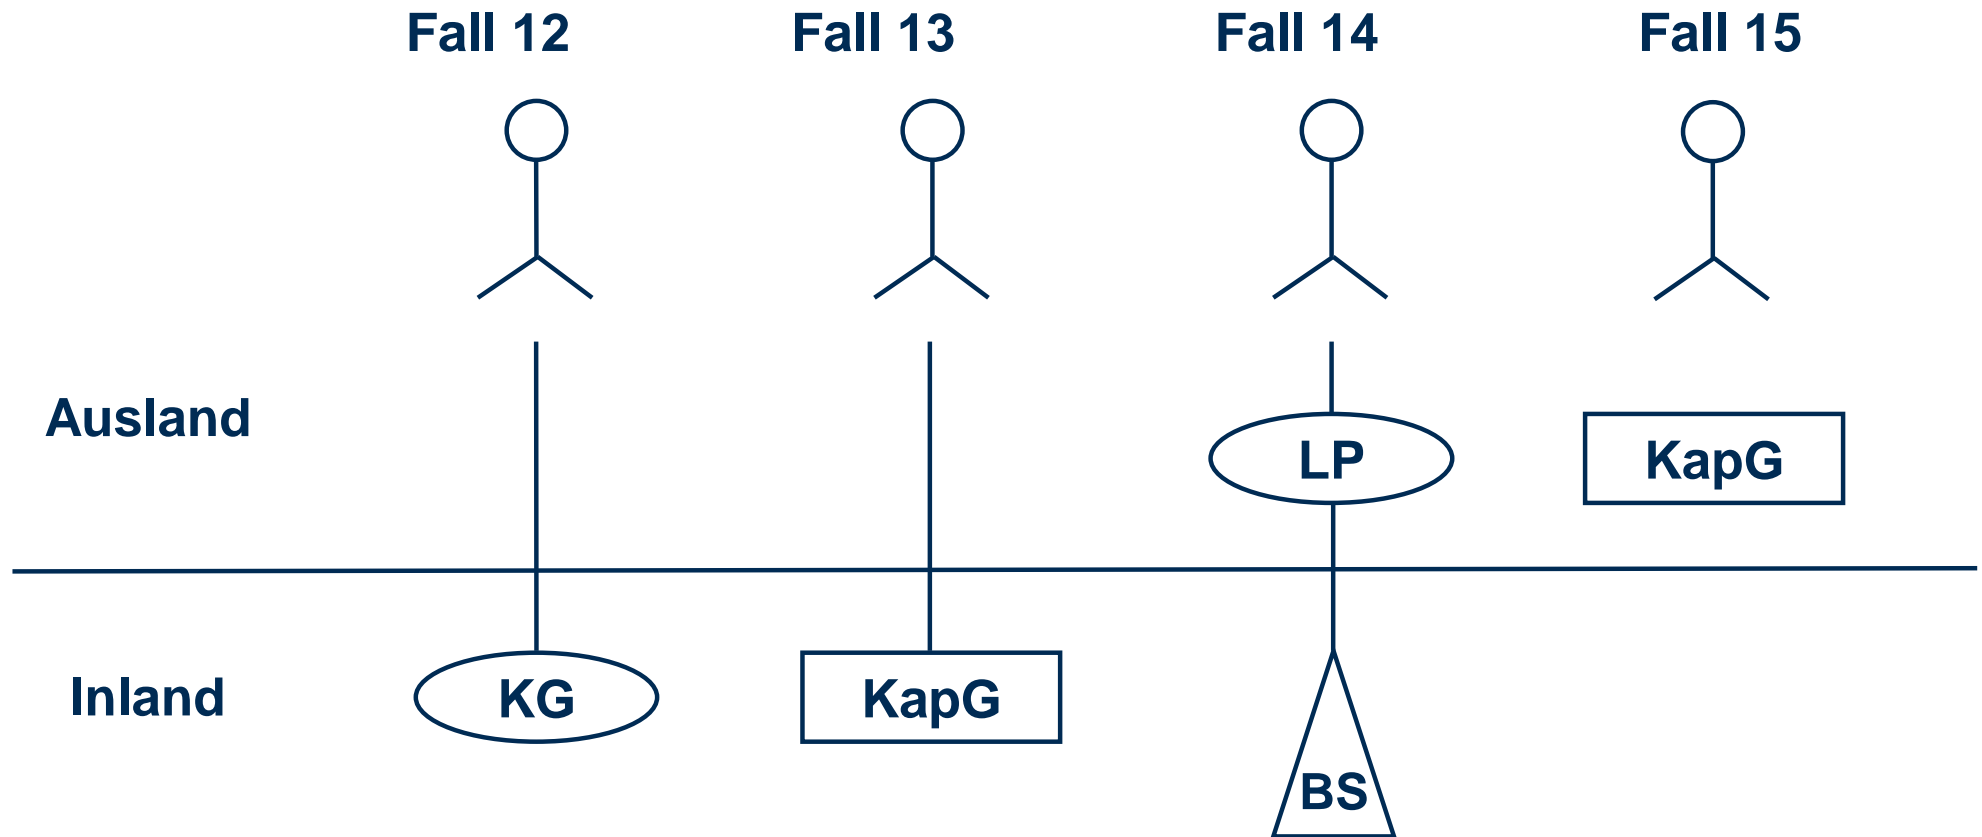 Fall 12 Fall 13 Fall 14 Fall 15
Ausland LP KapG
Inland KG KapG
BS